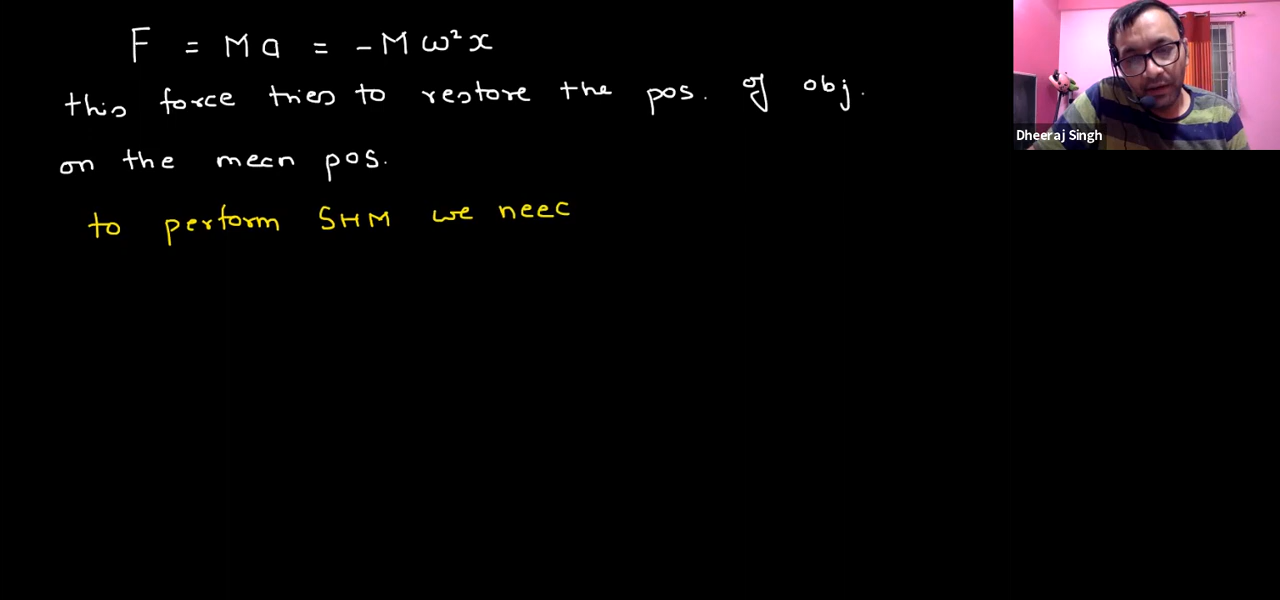 F = Ma = -Mω²x
this force tries to restore the pos. of obj.
on the mean pos.
to perform SHM we neec
Dheeraj Singh